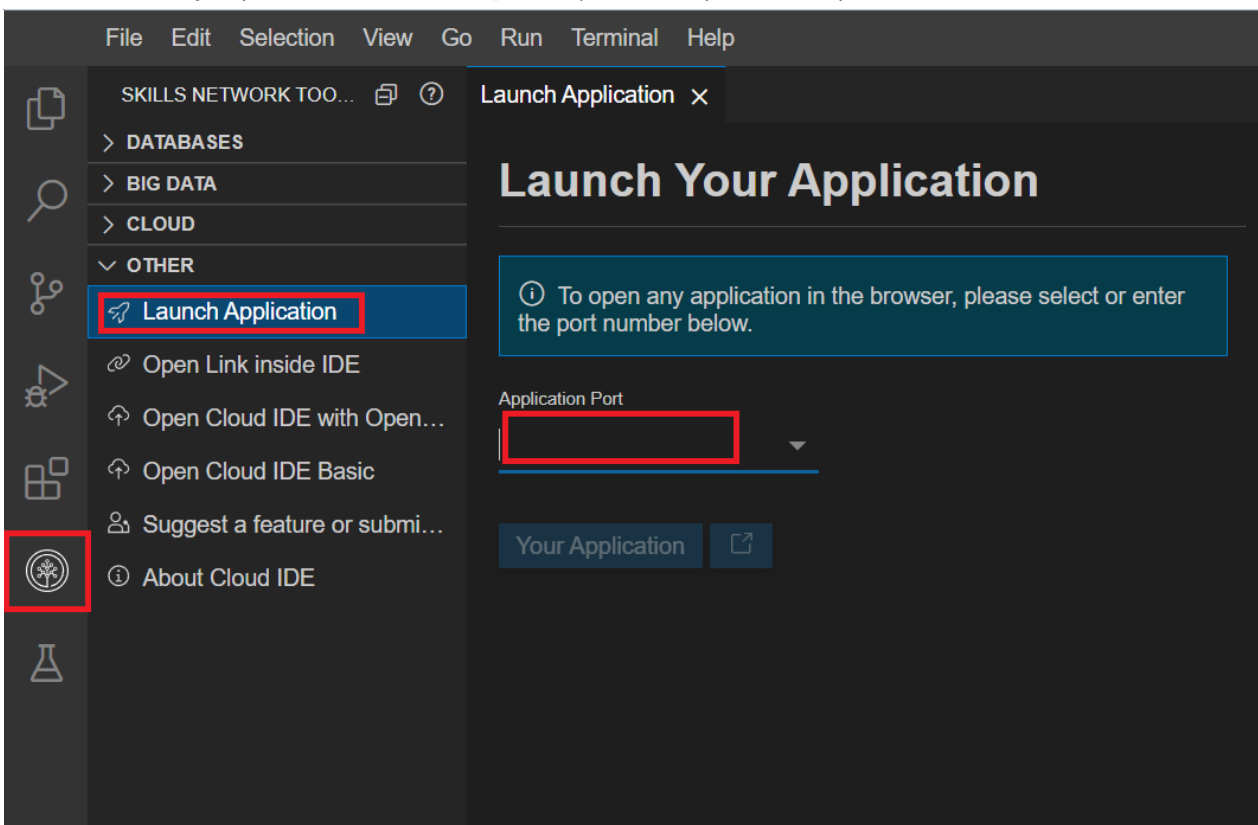 File Edit Selection View Go Run Terminal Help
SKILLS NETWORK TOO...
DATABASES
BIG DATA
CLOUD
OTHER
Launch Application
Open Link inside IDE
Open Cloud IDE with Open...
Open Cloud IDE Basic
Suggest a feature or submi...
About Cloud IDE
Launch Application
Launch Your Application
To open any application in the browser, please select or enter
the port number below.
Application Port
Your Application